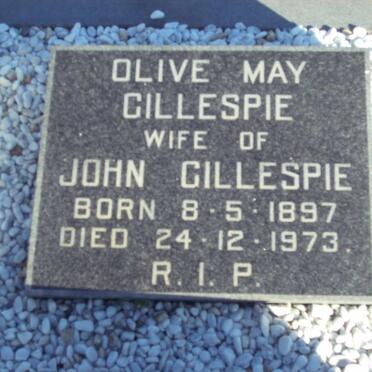 OLIVE MAY
GILLESPIE
WIFE OF
JOHN GILLESPIE
BORN 8·5·1897
DIED 24·12·1973.
R.I.P.